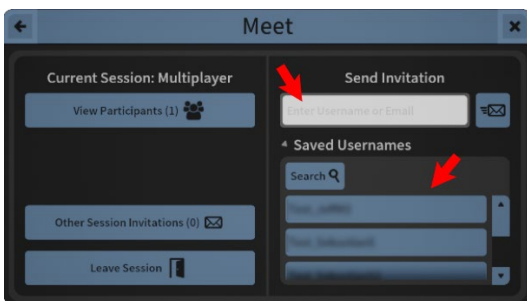 Meet
Current Session: Multiplayer
View Participants (1)
Other Session Invitations (0)
Leave Session
Send Invitation
Enter Username or Email
Saved Usernames
Search